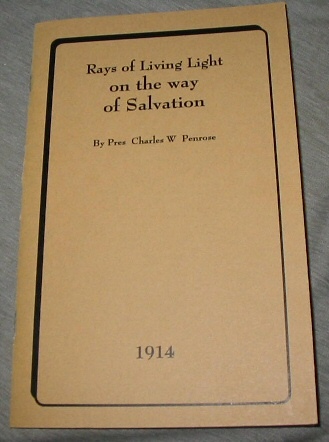 Rays of Living Light
on the way
of Salvation
By Pres Charles W Penrose
1914